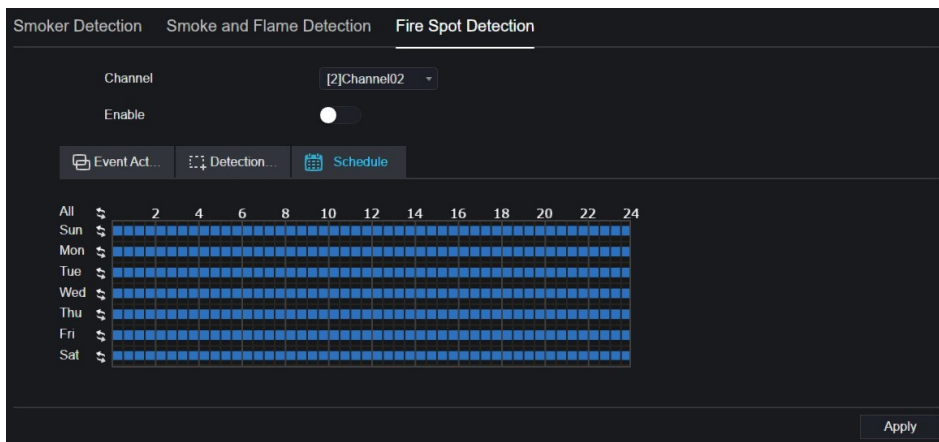 Smoker Detection Smoke and Flame Detection Fire Spot Detection
Channel [2]Channel02
Enable
Event Act... Detection... Schedule
All 2 4 6 8 10 12 14 16 18 20 22 24
Sun
Mon
Tue
Wed
Thu
Fri
Sat
Apply